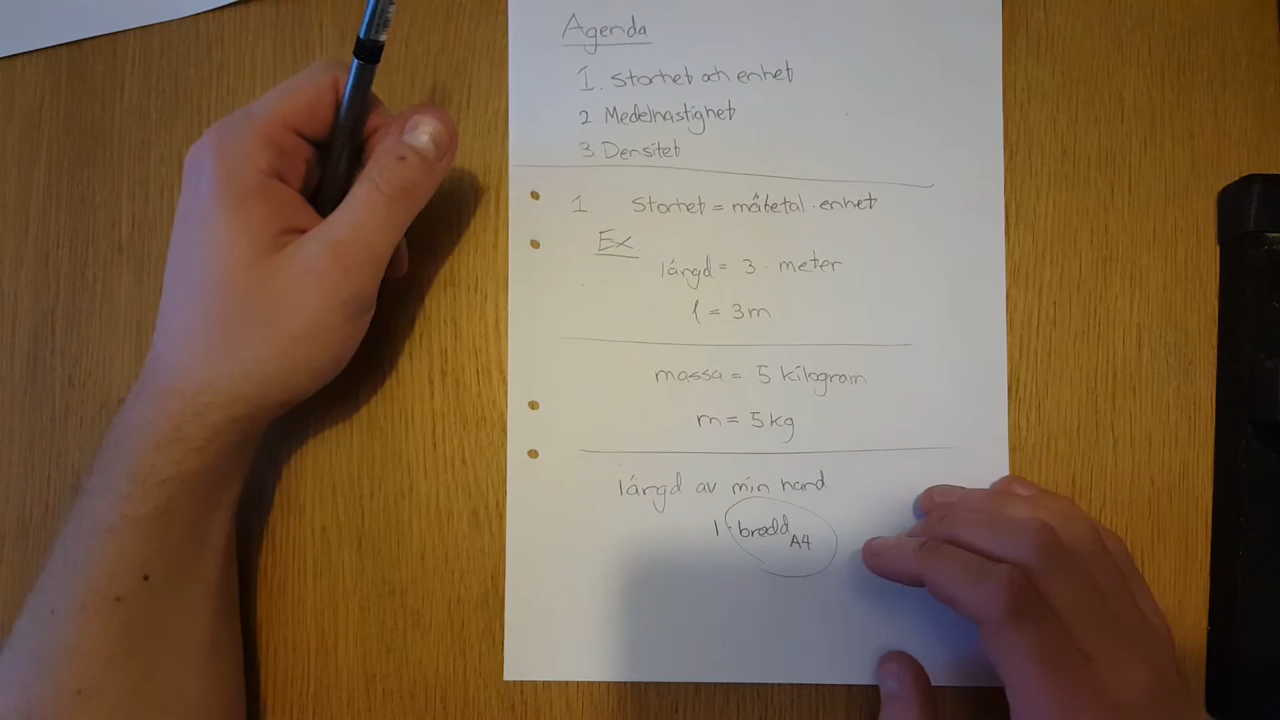 Agenda
1. Storhet och enhet
2 Medelhastighet
3. Densitet
1 Storhet = mätetal · enhet
Ex
längd = 3 · meter
l = 3m
massa = 5 kilogram
m = 5 kg
längd av min hand
1 · bredd A4